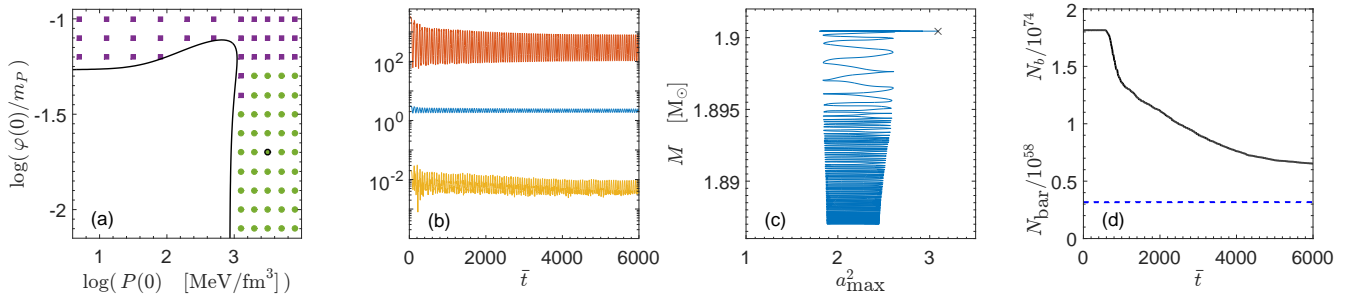 log( φ(0)/m_P )
-1
-1.5
-2
(a)
1
2
3
log( P(0) [MeV/fm³] )
10²
10⁰
10⁻²
(b)
0
2000
4000
6000
t̄
M [M⊙]
1.9
1.895
1.89
(c)
1
2
3
a²_max
N_bar/10⁵⁸ N_b/10⁷⁴
2
1.5
1
0.5
0
(d)
0
2000
4000
6000
t̄